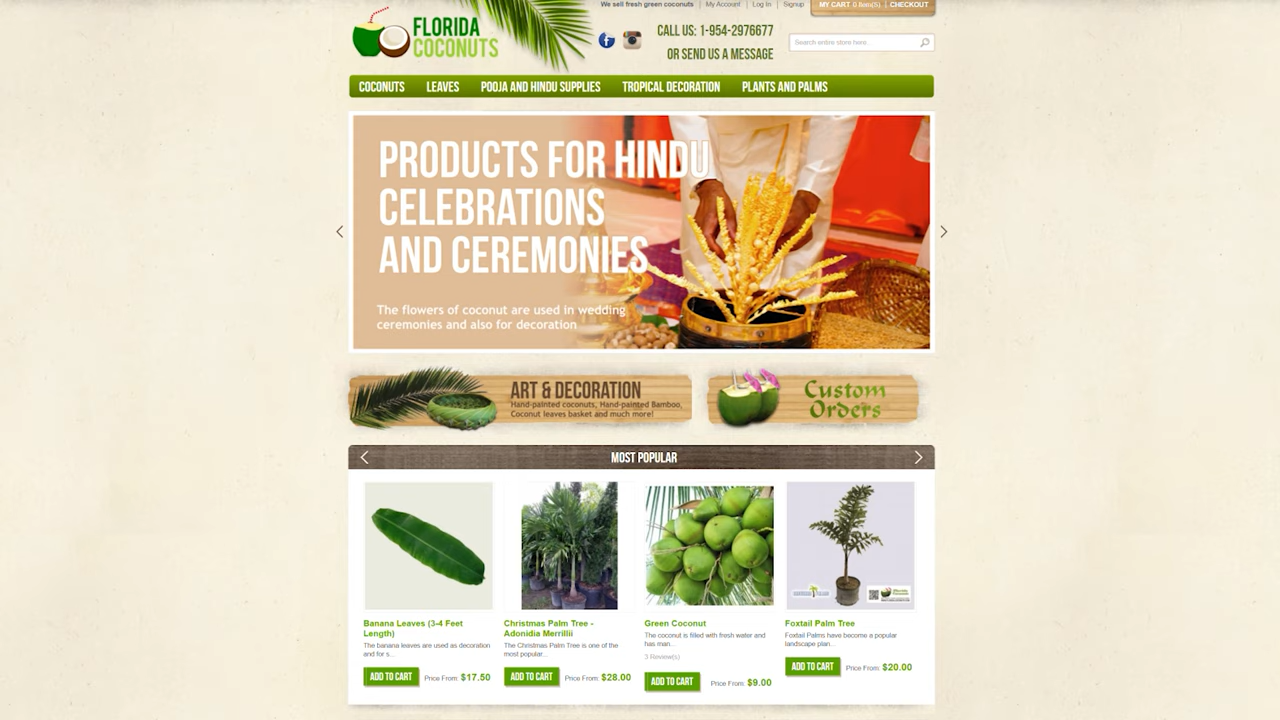 We sell fresh green coconuts | My Account | Log In | Signup
MY CART 0 Item(S) | CHECKOUT
FLORIDA
COCONUTS
CALL US: 1-954-2976677
OR SEND US A MESSAGE
Search entire store here...
COCONUTS LEAVES POOJA AND HINDU SUPPLIES TROPICAL DECORATION PLANTS AND PALMS
PRODUCTS FOR HINDU
CELEBRATIONS
AND CEREMONIES
The flowers of coconut are used in wedding
ceremonies and also for decoration
ART & DECORATION
Hand-painted coconuts, Hand-painted Bamboo,
Coconut leaves basket and much more!
Custom
Orders
MOST POPULAR
Banana Leaves (3-4 Feet
Length)
The banana leaves are used as decoration
and for s...
ADD TO CART Price From: $17.50
Christmas Palm Tree -
Adonidia Merrillii
The Christmas Palm Tree is one of the
most popular...
ADD TO CART Price From: $28.00
Green Coconut
The coconut is filled with fresh water and
has man...
3 Review(s)
ADD TO CART Price From: $9.00
Foxtail Palm Tree
Foxtail Palms have become a popular
landscape plan...
ADD TO CART Price From: $20.00